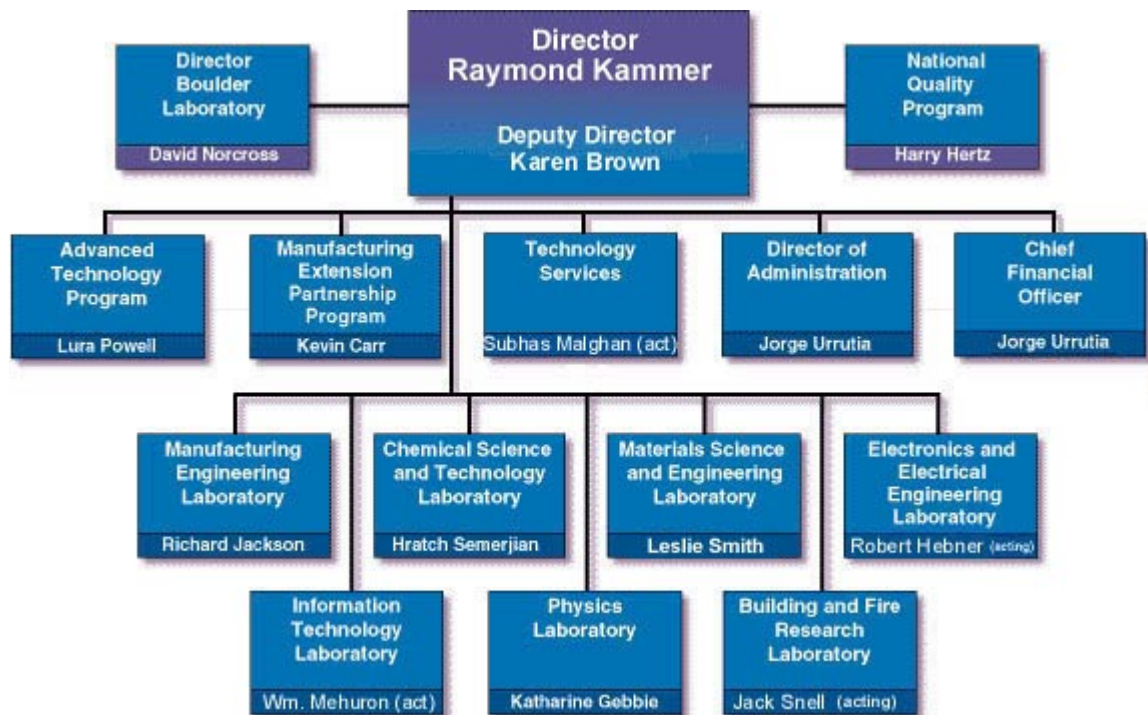 Director
Raymond Kammer
Deputy Director
Karen Brown
Director
Boulder
Laboratory
David Norcross
National
Quality
Program
Harry Hertz
Advanced
Technology
Program
Lura Powell
Manufacturing
Extension
Partnership
Program
Kevin Carr
Technology
Services
Subhas Malghan (act)
Director of
Administration
Jorge Urrutia
Chief
Financial
Officer
Jorge Urrutia
Manufacturing
Engineering
Laboratory
Richard Jackson
Chemical Science
and Technology
Laboratory
Hratch Semerjian
Materials Science
and Engineering
Laboratory
Leslie Smith
Electronics and
Electrical
Engineering
Laboratory
Robert Hebner (acting)
Information
Technology
Laboratory
Wm. Mehuron (act)
Physics
Laboratory
Katharine Gebbie
Building and Fire
Research
Laboratory
Jack Snell (acting)